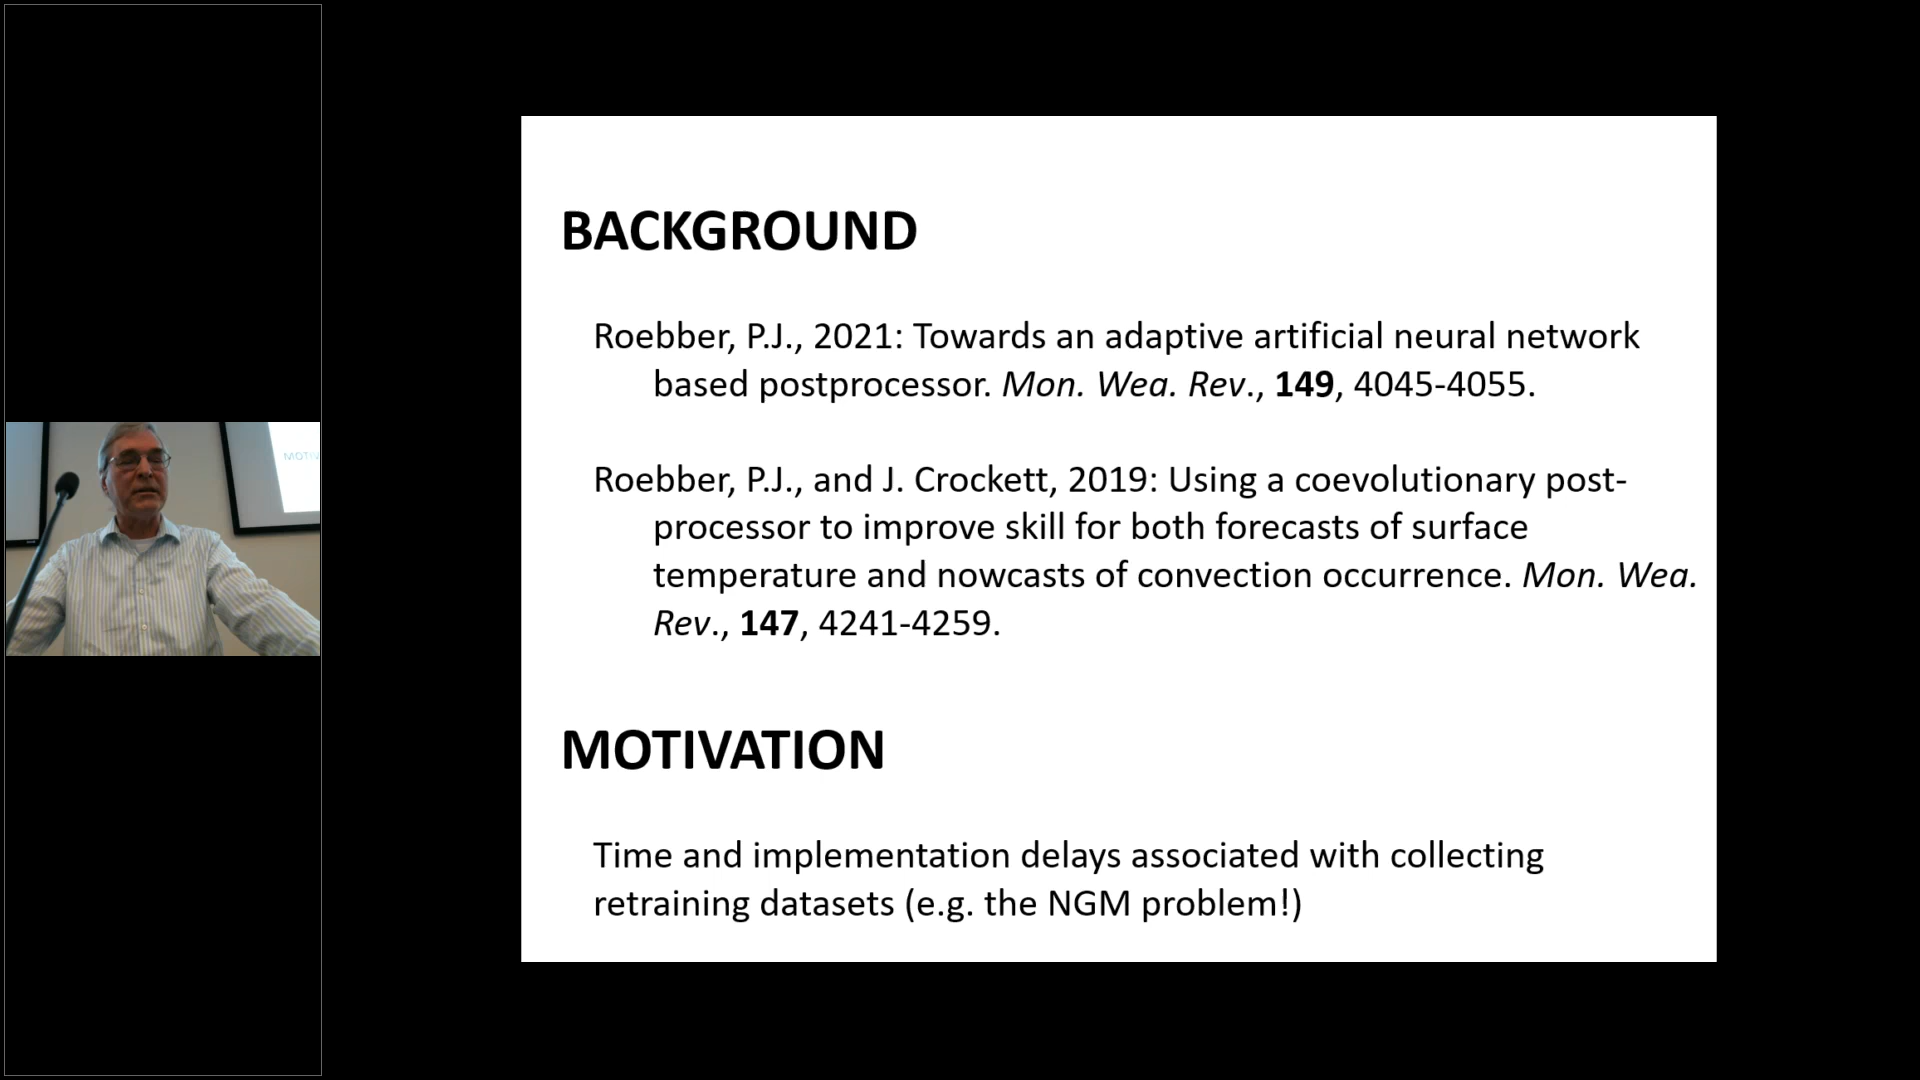 BACKGROUND
Roebber, P.J., 2021: Towards an adaptive artificial neural network
based postprocessor. Mon. Wea. Rev., 149, 4045-4055.
Roebber, P.J., and J. Crockett, 2019: Using a coevolutionary post-
processor to improve skill for both forecasts of surface
temperature and nowcasts of convection occurrence. Mon. Wea.
Rev., 147, 4241-4259.
MOTIVATION
Time and implementation delays associated with collecting
retraining datasets (e.g. the NGM problem!)
MOTIV